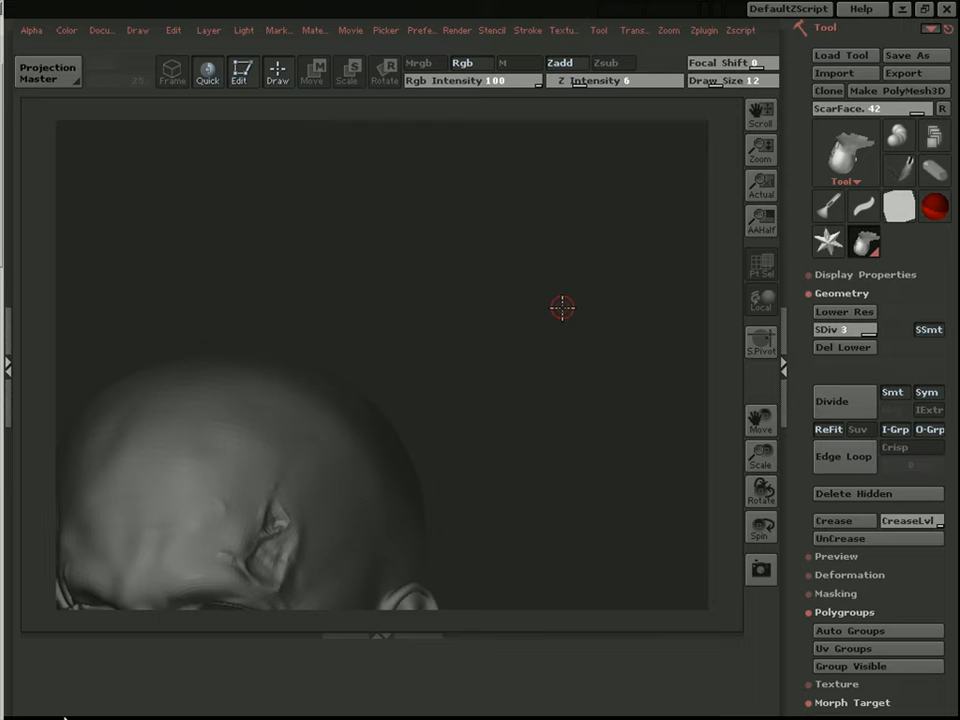 DefaultZScript Help
Alpha Color Docu.. Draw Edit Layer Light Mark.. Mate.. Movie Picker Prefe.. Render Stencil Stroke Textu.. Tool Trans.. Zoom Zplugin Zscript
Tool
Projection Master
Frame
Quick
Edit
Draw
Move
Scale
Rotate
Mrgb Rgb M Zadd Zsub Focal Shift 0
Rgb Intensity 100 Z Intensity 6 Draw Size 12
Load Tool Save As
Import Export
Clone Make PolyMesh3D
ScarFace. 42 R
Tool
Scroll
Zoom
Actual
AAHalf
Pt Sel
Local
S.Pivot
Move
Scale
Rotate
Spin
Display Properties
Geometry
Lower Res
SDiv 3 SSmt
Del Lower
Divide Smt Sym
IExtr
ReFit Suv I-Grp O-Grp
Edge Loop Crisp
Delete Hidden
Crease CreaseLvl
UnCrease
Preview
Deformation
Masking
Polygroups
Auto Groups
Uv Groups
Group Visible
Texture
Morph Target